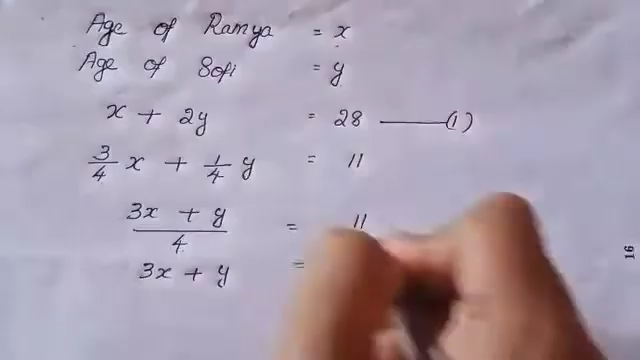 Age of Ramya = x
Age of Sofi = y
x + 2y = 28 ——(1)
3/4 x + 1/4 y = 11
3x + y / 4 = 11
3x + y =
16